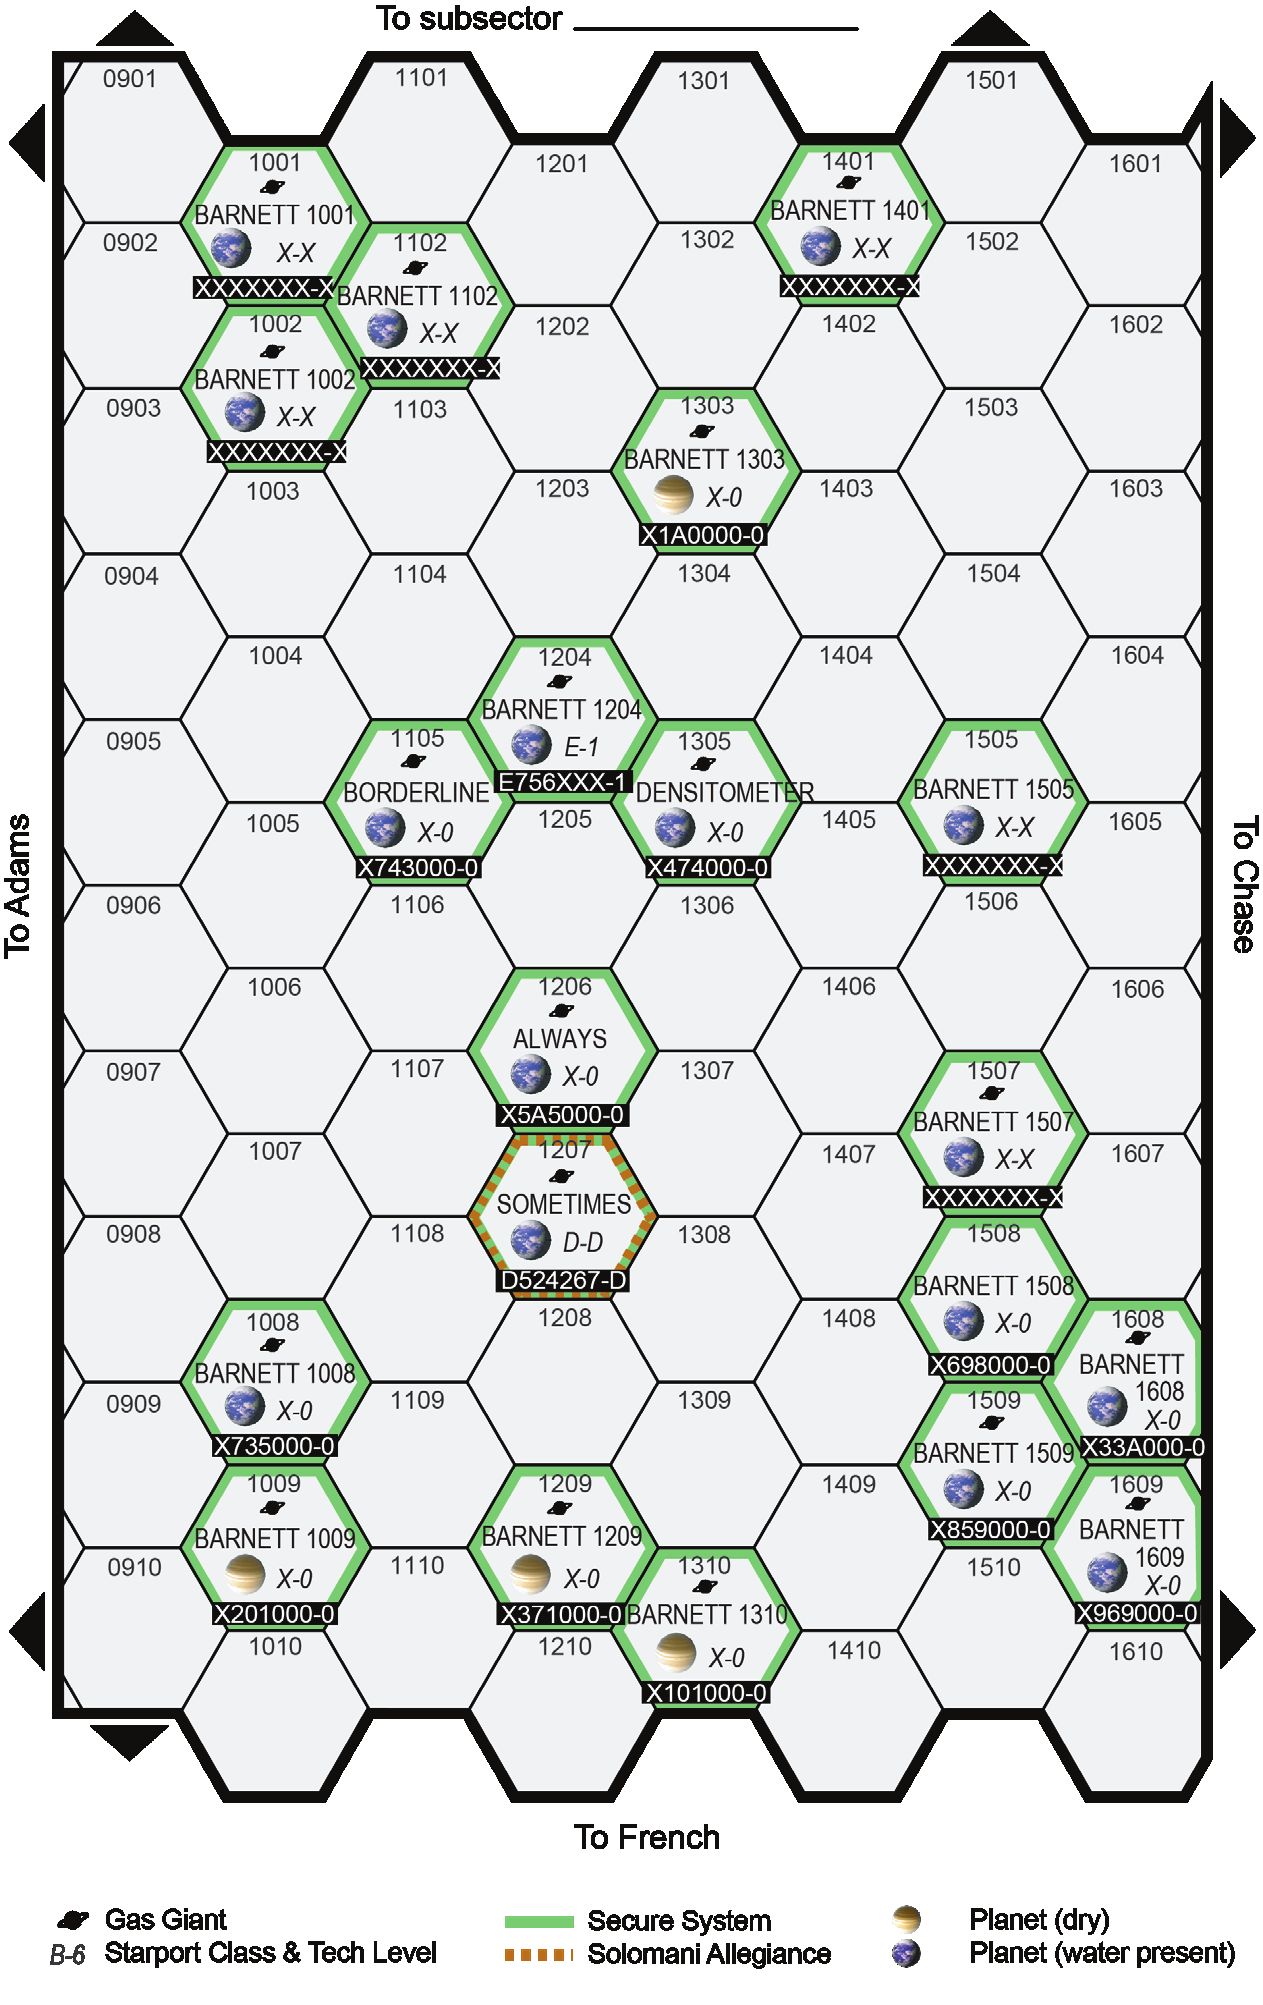 To subsector
0901
1101
1301
1501
1001
BARNETT 1001
X-X
XXXXXXX-X
1201
1401
BARNETT 1401
X-X
XXXXXXX-X
1601
0902
1102
BARNETT 1102
X-X
XXXXXXX-X
1302
1502
1002
BARNETT 1002
X-X
XXXXXXX-X
1202
1402
1602
0903
1103
1303
BARNETT 1303
X-0
X1A0000-0
1503
1003
1203
1403
1603
0904
1104
1304
1504
1004
1204
BARNETT 1204
E-1
E756XXX-1
1404
1604
0905
1105
BORDERLINE
X-0
X743000-0
1305
DENSITOMETER
X-0
X474000-0
1505
BARNETT 1505
X-X
XXXXXXX-X
1005
1205
1405
1605
To Adams
To Chase
0906
1106
1306
1506
1006
1206
ALWAYS
X-0
X5A5000-0
1406
1606
0907
1107
1307
1507
BARNETT 1507
X-X
XXXXXXX-X
1007
1207
SOMETIMES
D-D
D524267-D
1407
1607
0908
1108
1308
1508
BARNETT 1508
X-0
X698000-0
1008
BARNETT 1008
X-0
X735000-0
1208
1408
1608
BARNETT
1608
X-0
X33A000-0
0909
1109
1309
1509
BARNETT 1509
X-0
X859000-0
1009
BARNETT 1009
X-0
X201000-0
1209
BARNETT 1209
X-0
X371000-0
1409
1609
BARNETT
1609
X-0
X969000-0
0910
1110
1310
BARNETT 1310
X-0
X101000-0
1510
1010
1210
1410
1610
To French
Gas Giant
B-6 Starport Class & Tech Level
Secure System
Solomani Allegiance
Planet (dry)
Planet (water present)